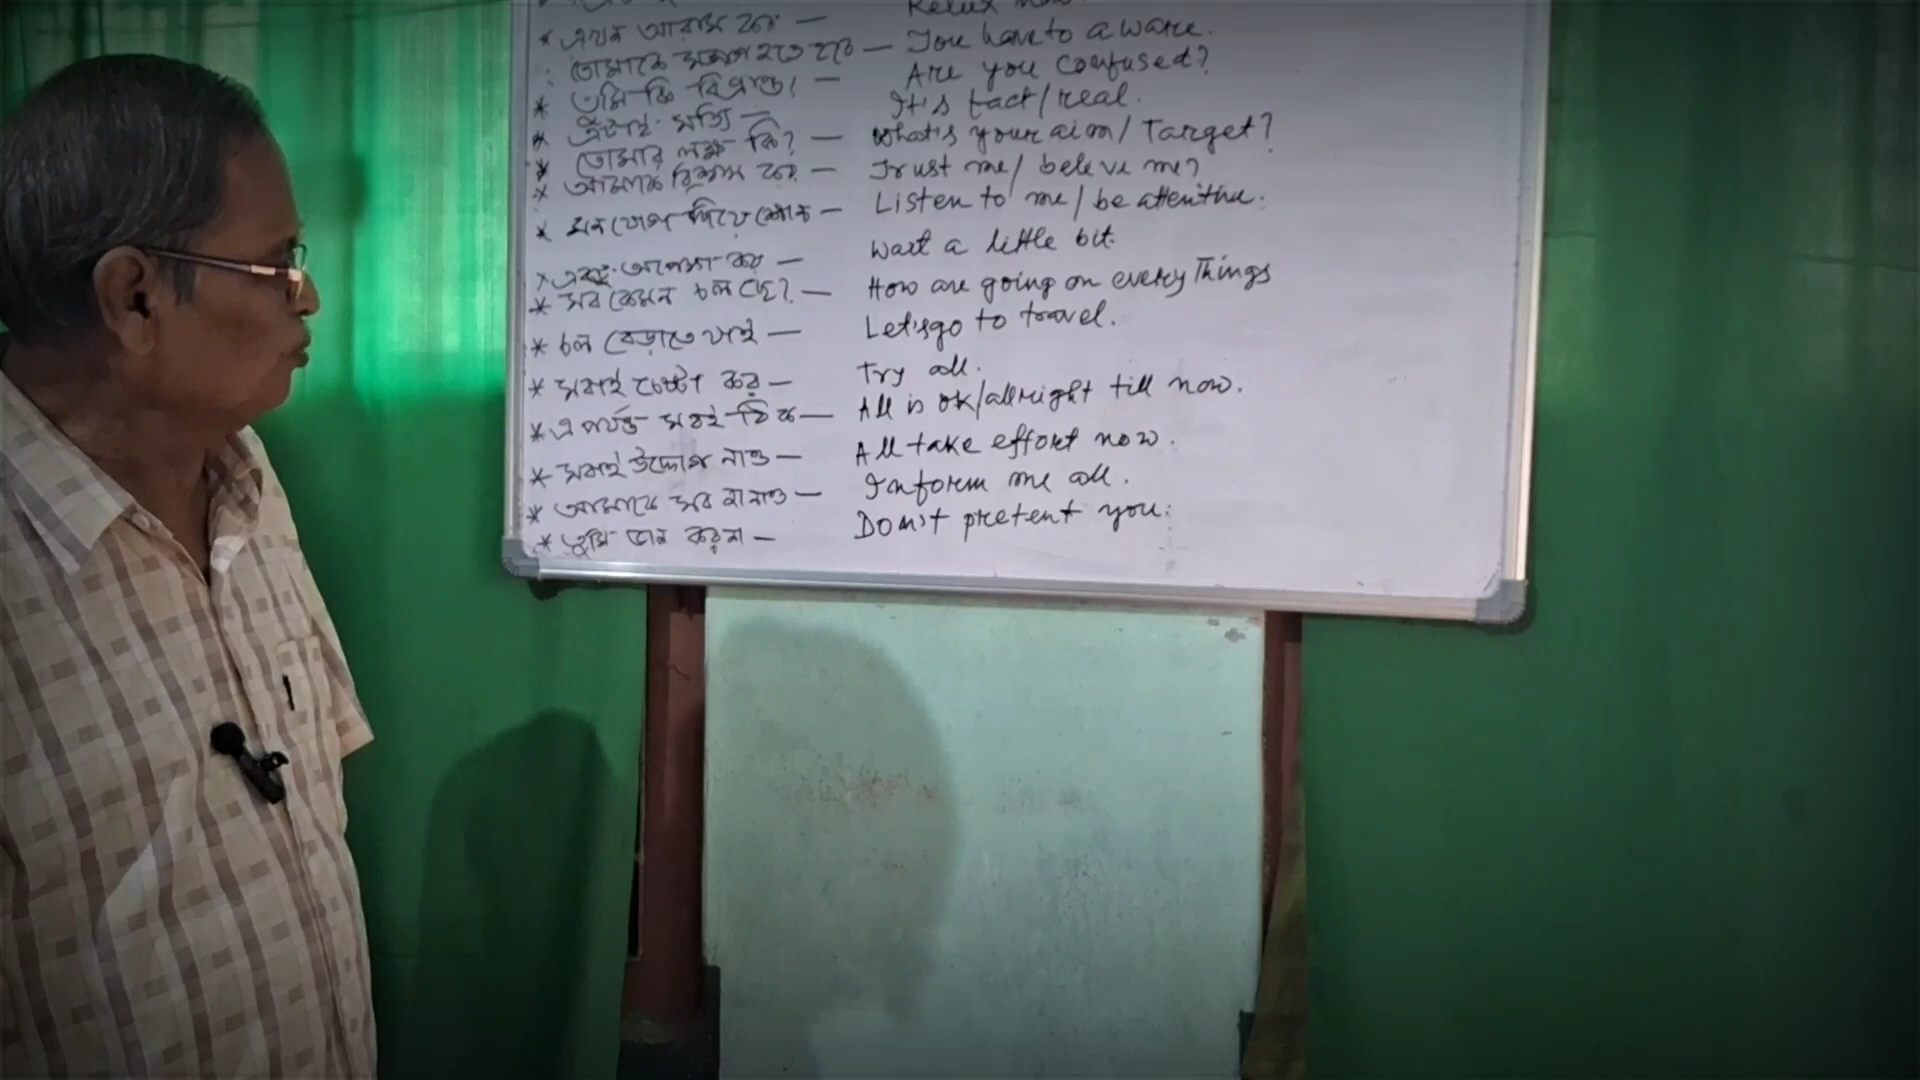 Relax now
* এখন আরাম কর — You have to aware.
তোমাকে সজাগ হতে হবে — Are you confused?
* তুমি কি বিভ্রান্ত? — It's fact/real.
* এটাই সত্যি —
* তোমার লক্ষ কি? — What's your aim/Target?
* আমাকে বিশ্বাস কর — Trust me/beleve me?
* মনযোগ দিয়ে শোন — Listen to me/be attentive.
* একটু অপেক্ষা কর — Wait a little bit.
* সব কেমন চলছে? — How are going on every Things
* চল বেড়াতে যাই — Let's go to travel.
* সবাই চেষ্টা কর — Try all.
* এ পর্যন্ত সবই ঠিক — All is ok/allright till now.
* সবাই উদ্দোগ নাও — All take effort now.
* আমাকে সব জানাও — Inform me all.
* তুমি ভান করনা — Don't pretent you.